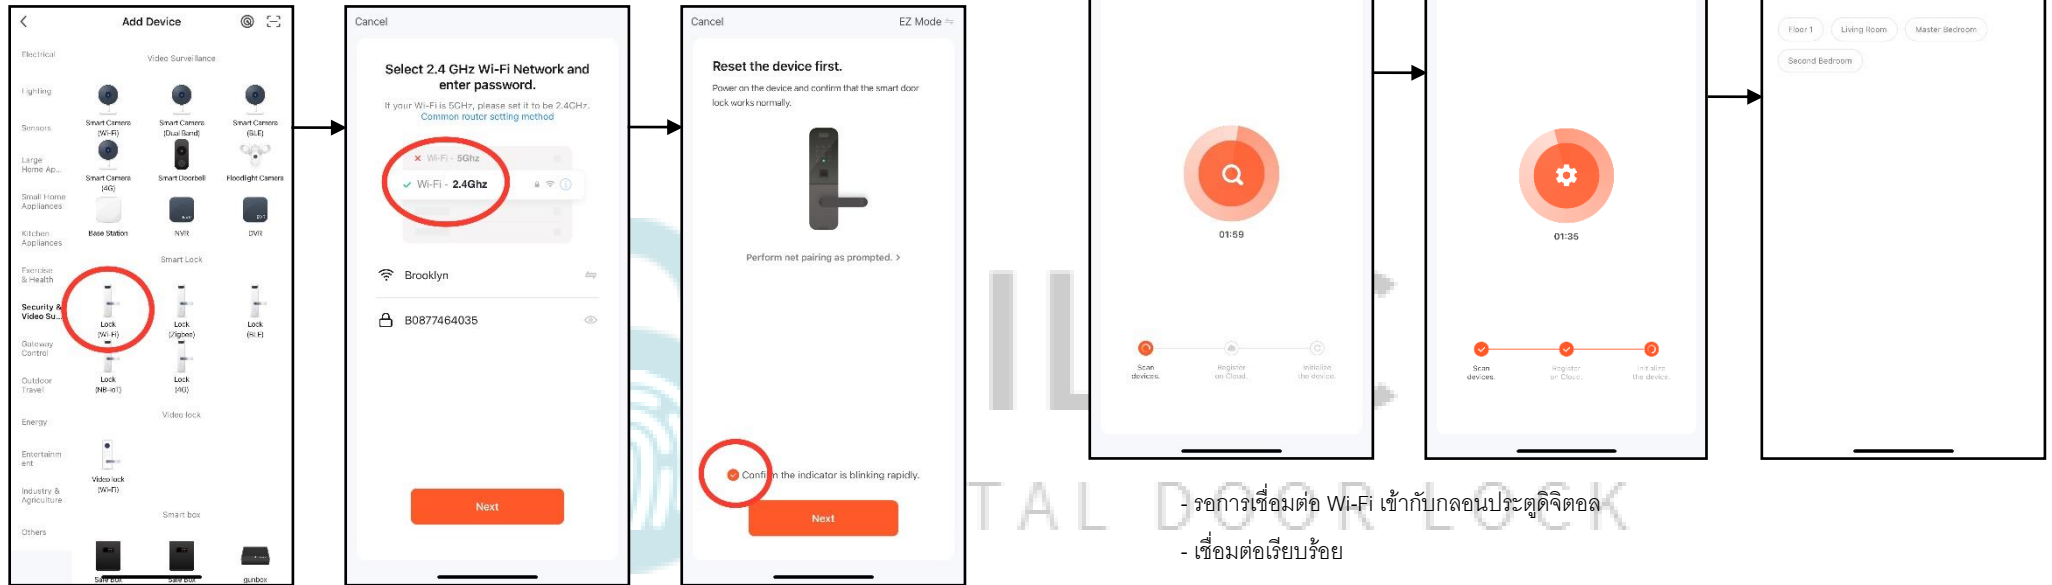 Add Device
Electrical
Video Surveillance
Lighting
Smart Camera
(Wi-Fi)
Smart Camera
(Dual Band)
Smart Camera
(BLE)
Sensors
Large
Home Ap...
Smart Camera
(4G)
Smart Doorbell
Floodlight Camera
Small Home
Appliances
Kitchen
Appliances
Base Station
NVR
DVR
Smart Lock
Exercise
& Health
Security &
Video Su...
Lock
(Wi-Fi)
Lock
(Zigbee)
Lock
(BLE)
Gateway
Control
Outdoor
Travel
Lock
(NB-IoT)
Lock
(4G)
Video lock
Energy
Entertainm
ent
Video lock
(Wi-Fi)
Industry &
Agriculture
Smart box
Others
Safe Box
Safe Box
gunbox
Cancel
Select 2.4 GHz Wi-Fi Network and
enter password.
If your Wi-Fi is 5GHz, please set it to be 2.4GHz.
Common router setting method
Wi-Fi - 5Ghz
Wi-Fi - 2.4Ghz
Brooklyn
B0877464035
Next
Cancel
EZ Mode
Reset the device first.
Power on the device and confirm that the smart door
lock works normally.
Perform net pairing as prompted. >
Confirm the indicator is blinking rapidly.
Next
01:59
Scan
devices.
Register
on Cloud.
Initialize
the device.
01:35
Scan
devices.
Register
on Cloud.
Initialize
the device.
Floor 1
Living Room
Master Bedroom
Second Bedroom
TAL DOOR LOCK
- รอการเชื่อมต่อ Wi-Fi เข้ากับกลอนประตูดิจิตอล
- เชื่อมต่อเรียบร้อย